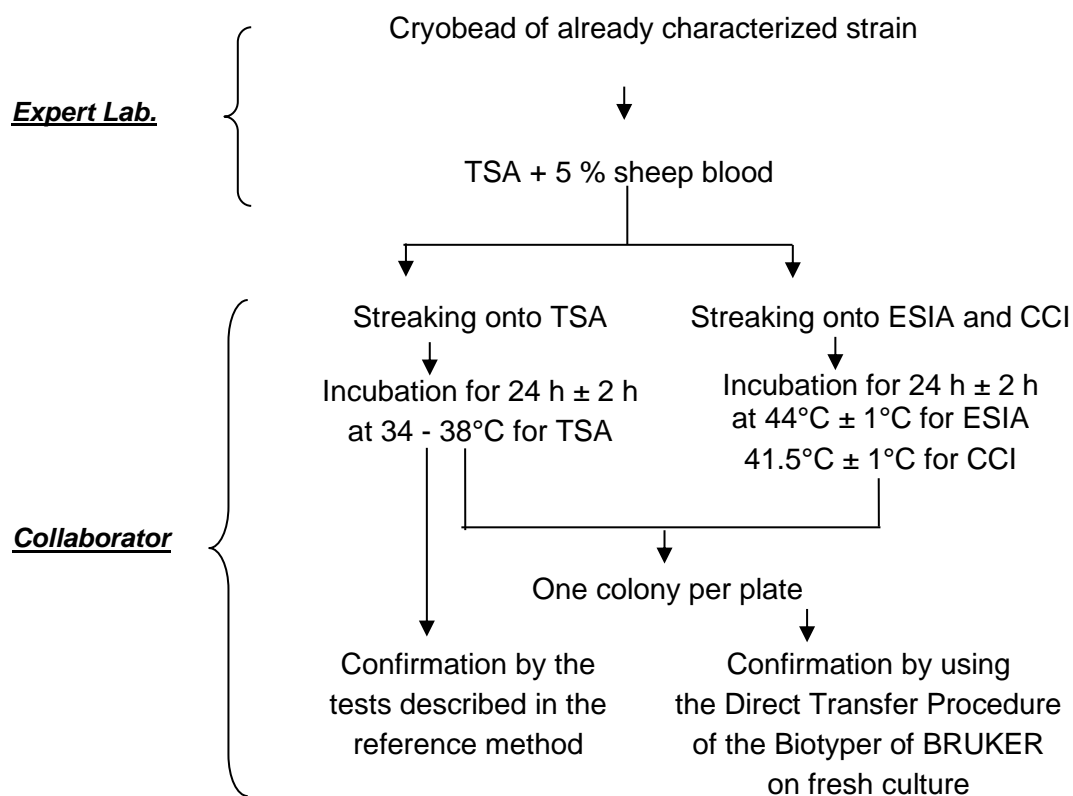 Cryobead of already characterized strain
Expert Lab.
TSA + 5 % sheep blood
Streaking onto TSA
Incubation for 24 h ± 2 h
at 34 - 38°C for TSA
Streaking onto ESIA and CCI
Incubation for 24 h ± 2 h
at 44°C ± 1°C for ESIA
41.5°C ± 1°C for CCI
Collaborator
One colony per plate
Confirmation by the
tests described in the
reference method
Confirmation by using
the Direct Transfer Procedure
of the Biotyper of BRUKER
on fresh culture